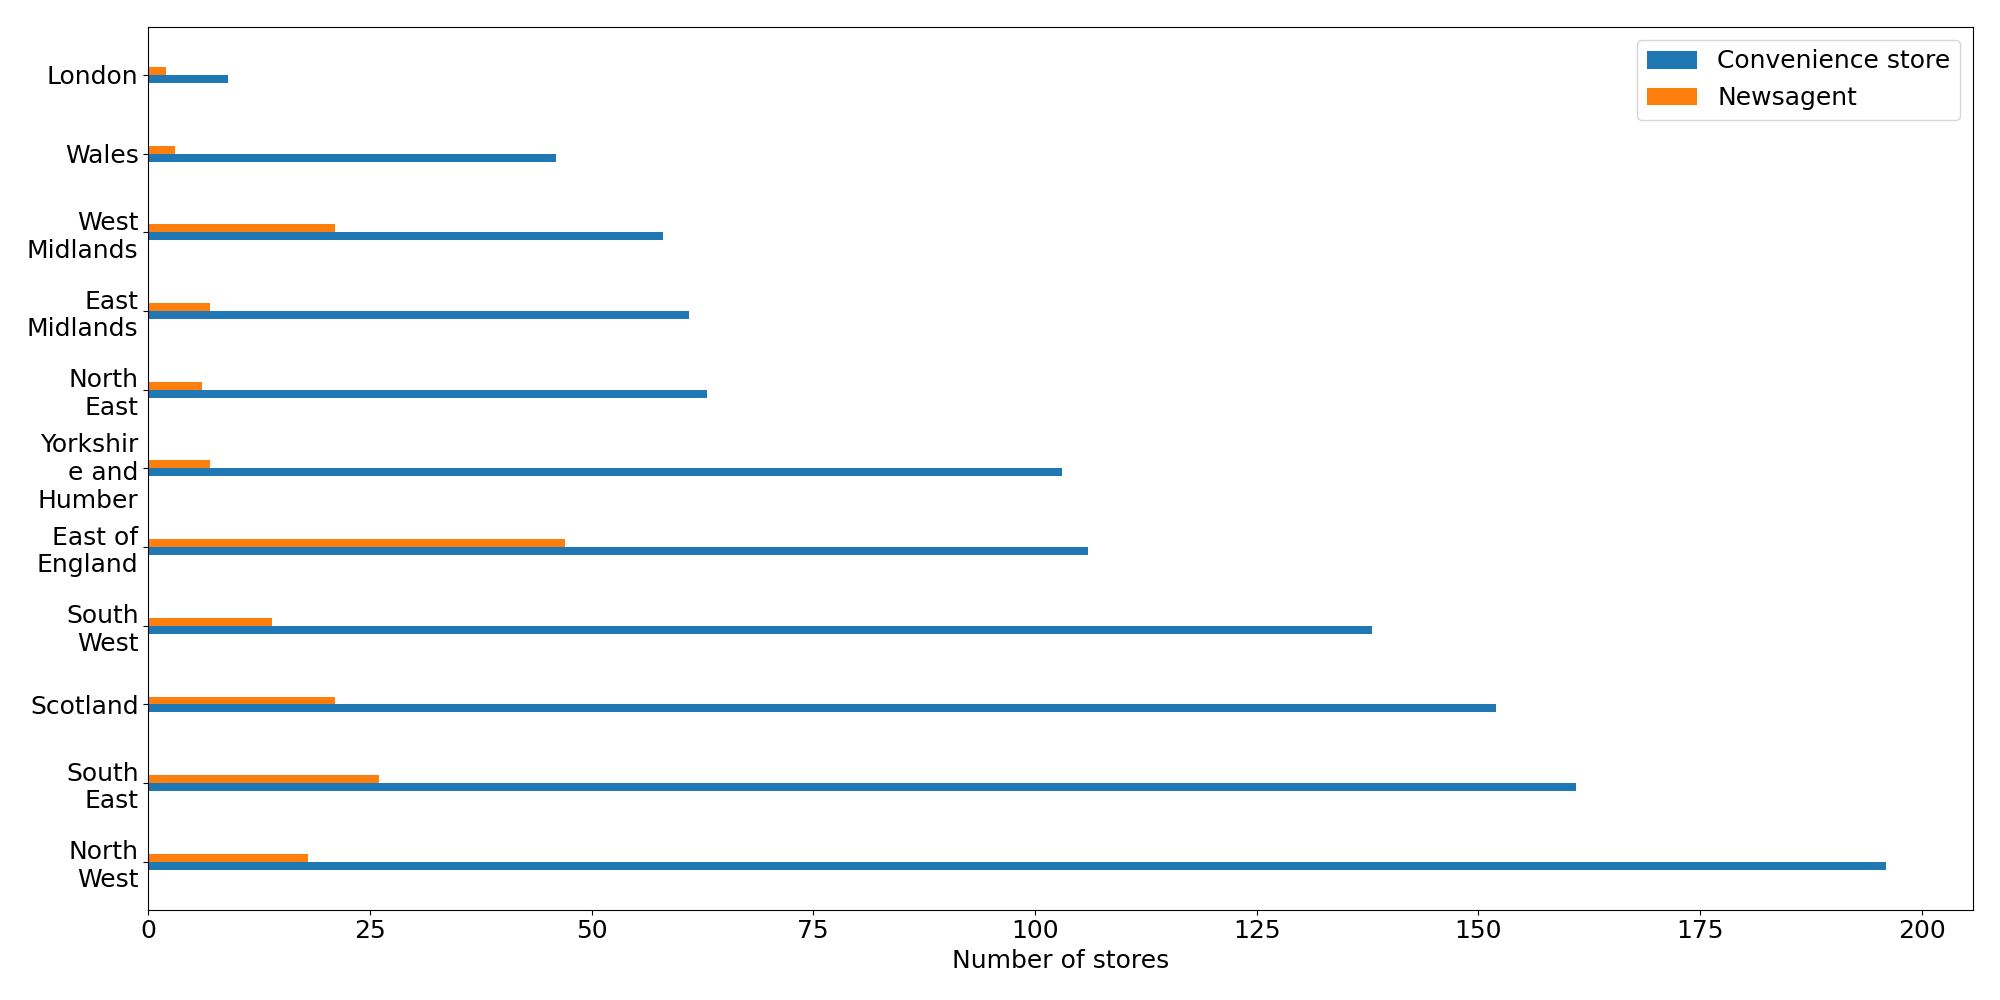 Convenience store
Newsagent
London
Wales
West
Midlands
East
Midlands
North
East
Yorkshir
e and
Humber
East of
England
South
West
Scotland
South
East
North
West
0 25 50 75 100 125 150 175 200
Number of stores